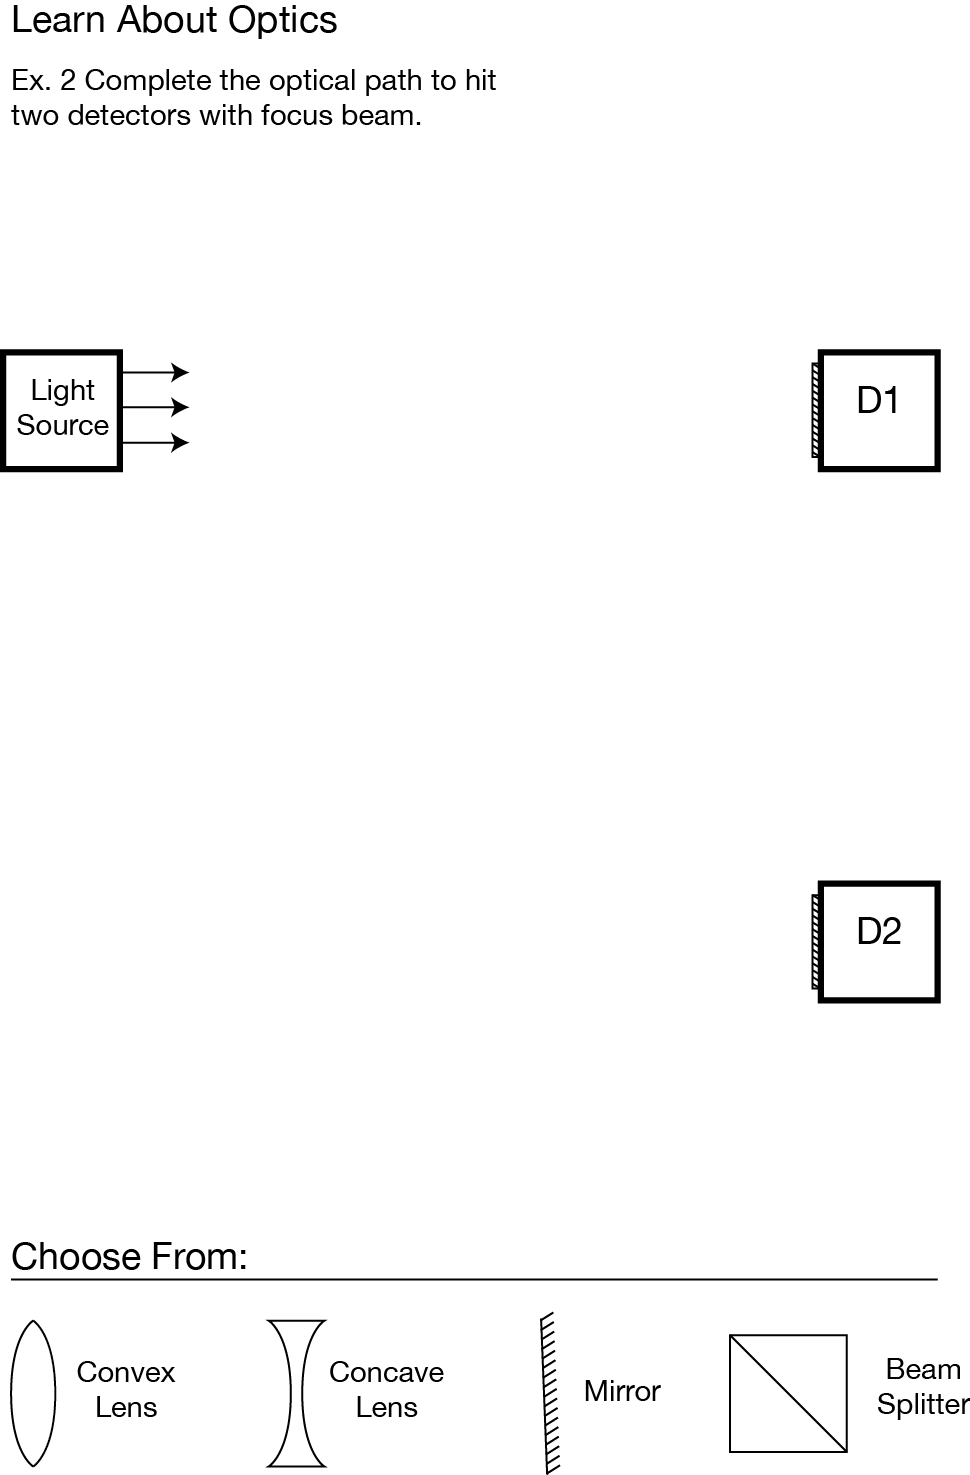 Learn About Optics
Ex. 2 Complete the optical path to hit
two detectors with focus beam.
Light
Source
D1
D2
Choose From:
Convex
Lens
Concave
Lens
Mirror
Beam
Splitter